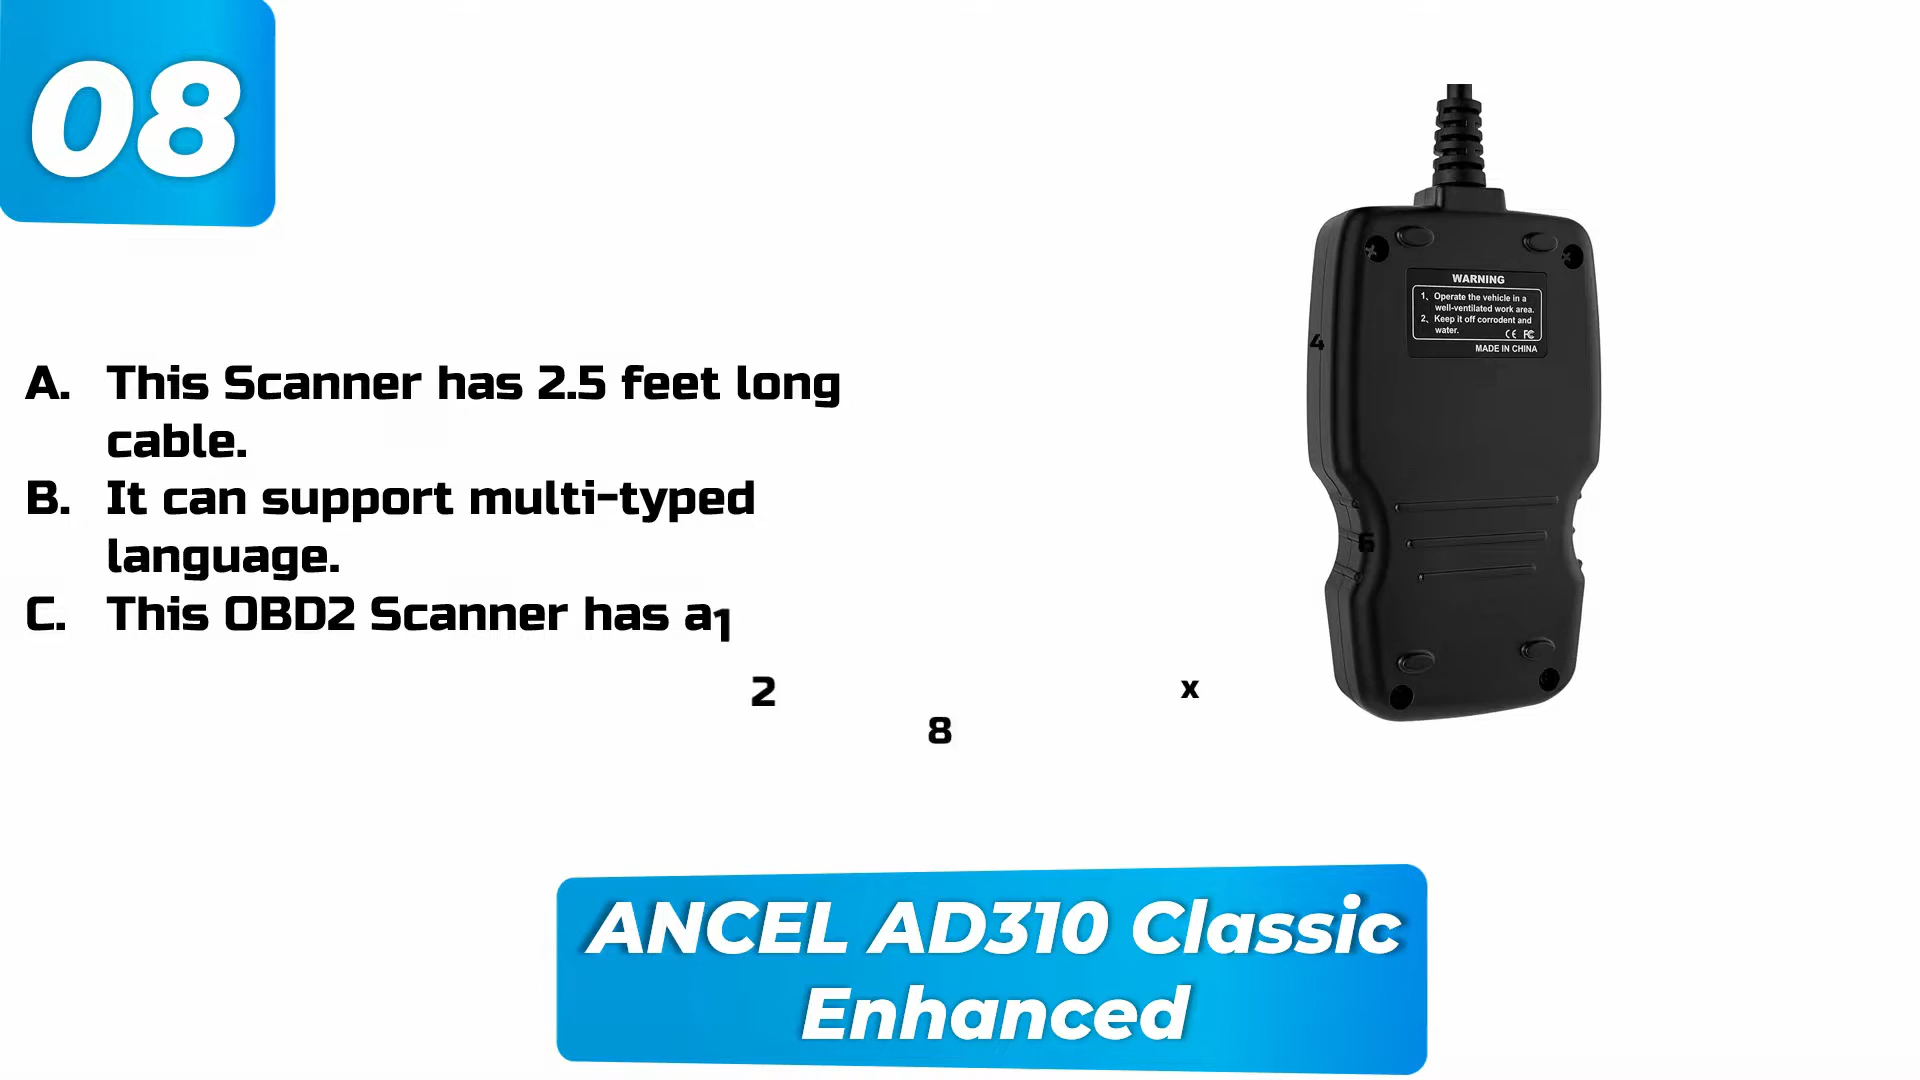 08
A. This Scanner has 2.5 feet long
cable.
B. It can support multi-typed
language.
C. This OBD2 Scanner has a1
2
8
x
4
6
WARNING
1、Operate the vehicle in a
well-ventilated work area.
2、Keep it off corrodent and
water.
CE FC
MADE IN CHINA
ANCEL AD310 Classic
Enhanced